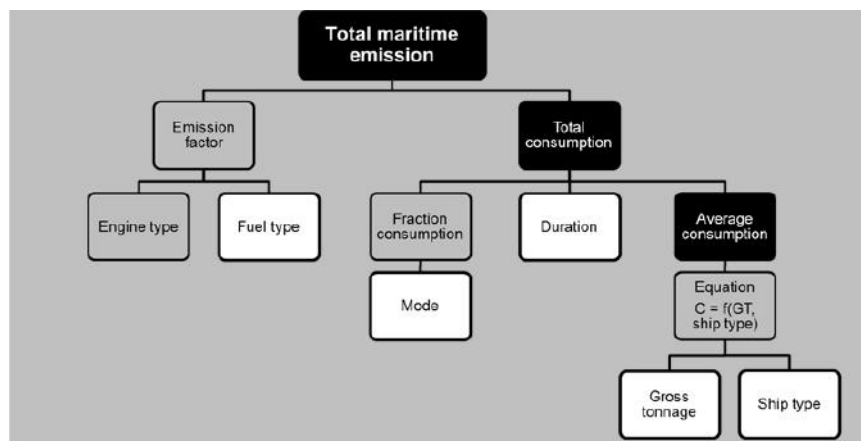 Total maritime
emission
Emission
factor
Total
consumption
Engine type
Fuel type
Fraction
consumption
Duration
Average
consumption
Mode
Equation
C = f(GT,
ship type)
Gross
tonnage
Ship type